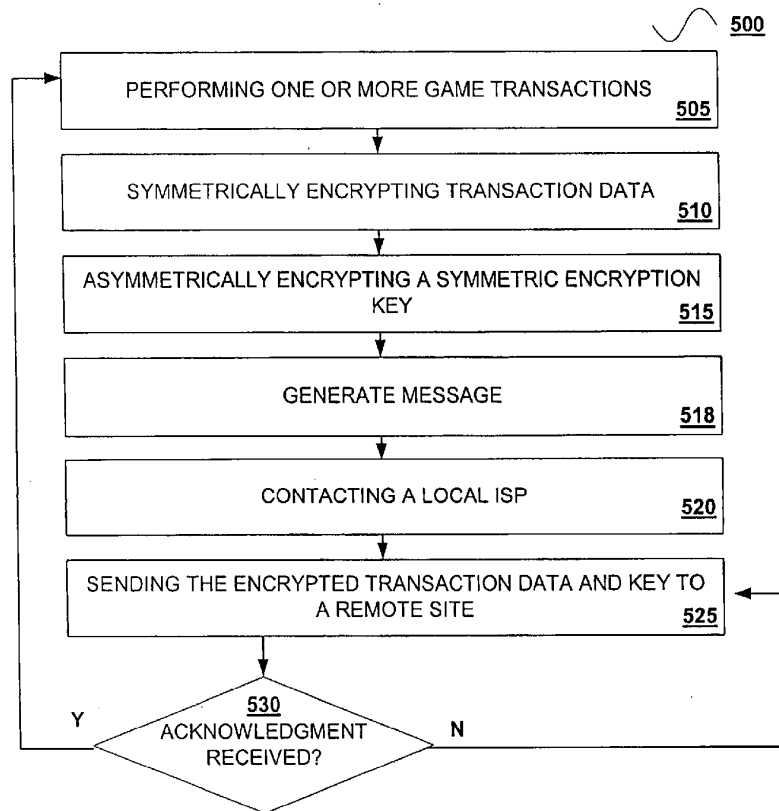 500
PERFORMING ONE OR MORE GAME TRANSACTIONS
505
SYMMETRICALLY ENCRYPTING TRANSACTION DATA
510
ASYMMETRICALLY ENCRYPTING A SYMMETRIC ENCRYPTION
KEY
515
GENERATE MESSAGE
518
CONTACTING A LOCAL ISP
520
SENDING THE ENCRYPTED TRANSACTION DATA AND KEY TO
A REMOTE SITE
525
530
ACKNOWLEDGMENT
RECEIVED?
Y
N